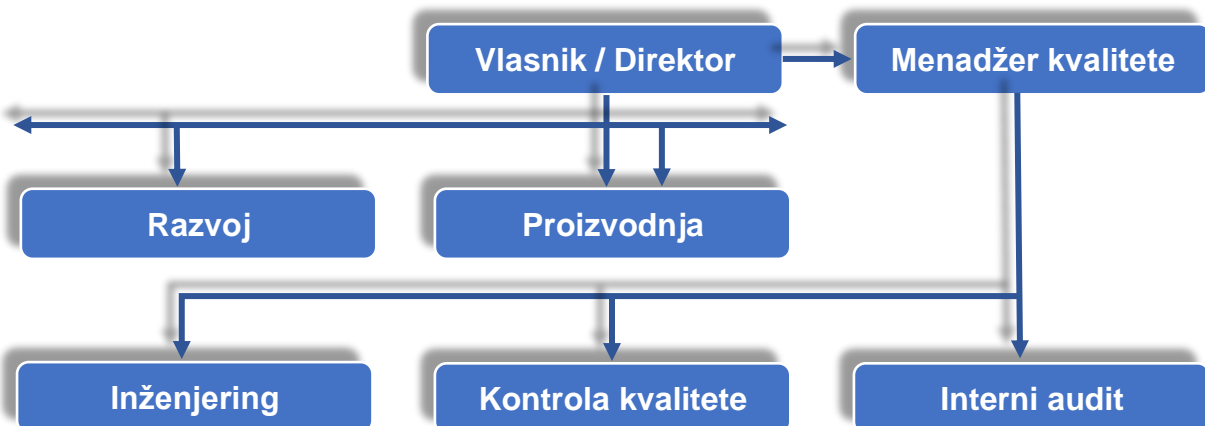 Vlasnik / Direktor
Menadžer kvalitete
Razvoj
Proizvodnja
Inženjering
Kontrola kvalitete
Interni audit